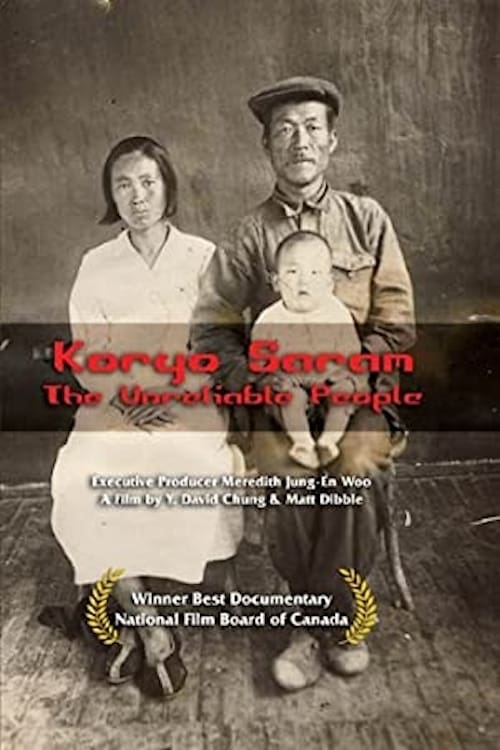 Koryo Saram
The Unreliable People
Executive Producer Meredith Jung-En Woo
A Film by Y. David Chung & Matt Dibble
Winner Best Documentary
National Film Board of Canada